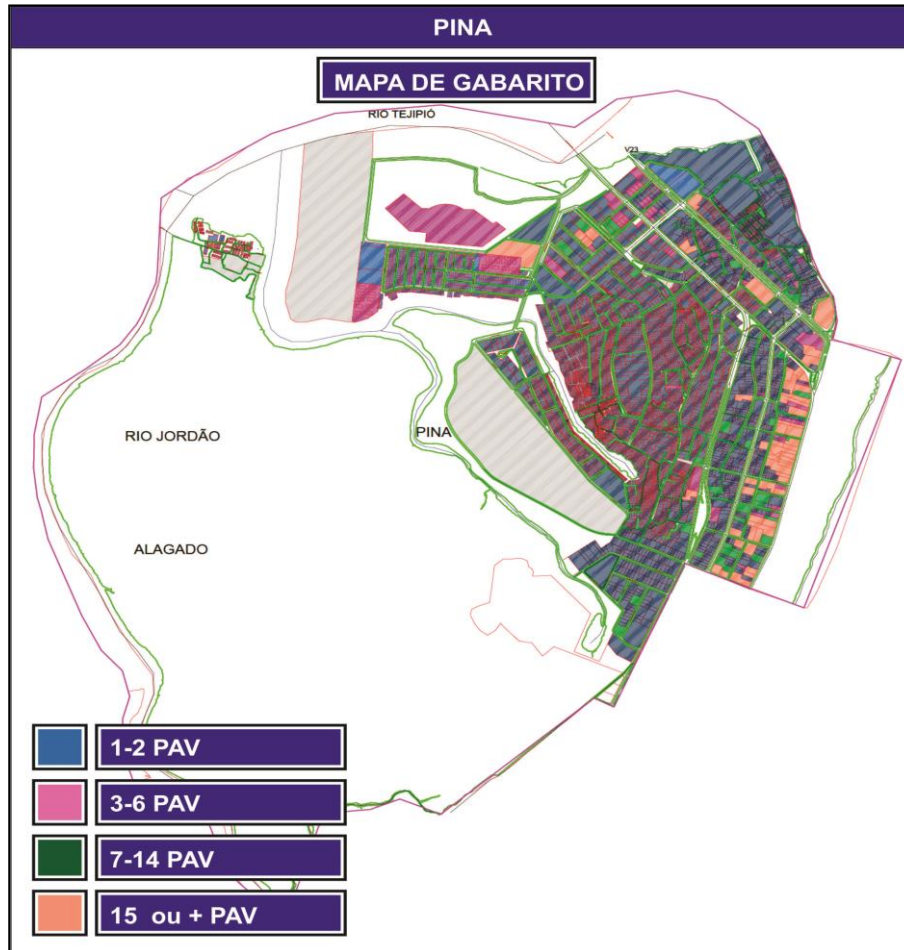 PINA
MAPA DE GABARITO
RIO TEJIPIÓ
V23
RIO JORDÃO
PINA
ALAGADO
1-2 PAV
3-6 PAV
7-14 PAV
15 ou + PAV